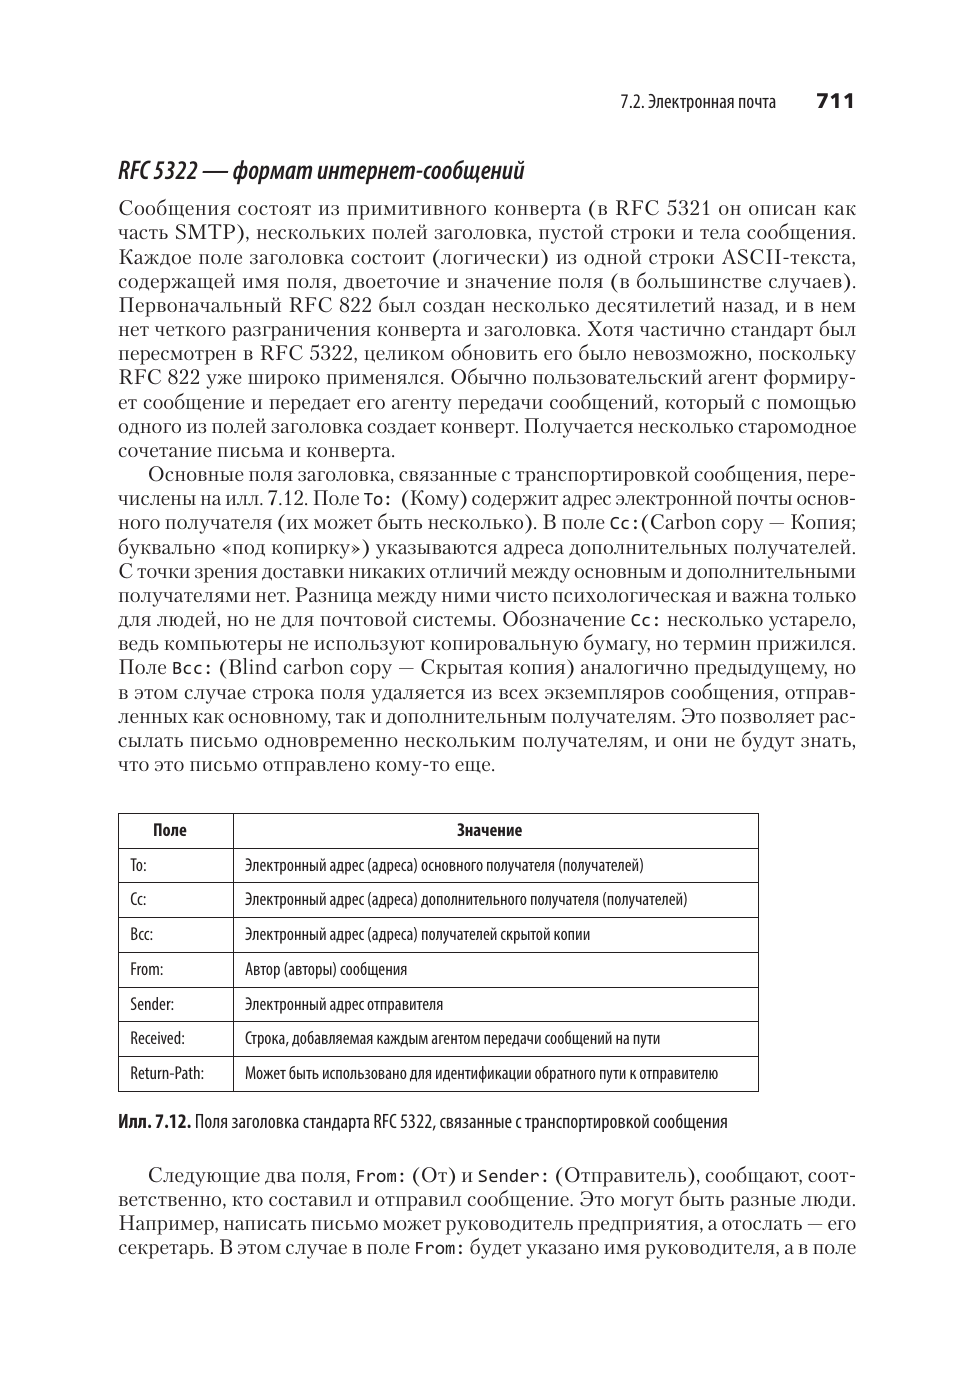 7.2. Электронная почта 711
RFC 5322 — формат интернет-сообщений
Сообщения состоят из примитивного конверта (в RFC 5321 он описан как
часть SMTP), нескольких полей заголовка, пустой строки и тела сообщения.
Каждое поле заголовка состоит (логически) из одной строки ASCII-текста,
содержащей имя поля, двоеточие и значение поля (в большинстве случаев).
Первоначальный RFC 822 был создан несколько десятилетий назад, и в нем
нет четкого разграничения конверта и заголовка. Хотя частично стандарт был
пересмотрен в RFC 5322, целиком обновить его было невозможно, поскольку
RFC 822 уже широко применялся. Обычно пользовательский агент формиру-
ет сообщение и передает его агенту передачи сообщений, который с помощью
одного из полей заголовка создает конверт. Получается несколько старомодное
сочетание письма и конверта.
Основные поля заголовка, связанные с транспортировкой сообщения, пере-
числены на илл. 7.12. Поле To: (Кому) содержит адрес электронной почты основ-
ного получателя (их может быть несколько). В поле Cc:(Carbon copy — Копия;
буквально «под копирку») указываются адреса дополнительных получателей.
С точки зрения доставки никаких отличий между основным и дополнительными
получателями нет. Разница между ними чисто психологическая и важна только
для людей, но не для почтовой системы. Обозначение Cc: несколько устарело,
ведь компьютеры не используют копировальную бумагу, но термин прижился.
Поле Bcc: (Blind carbon copy — Скрытая копия) аналогично предыдущему, но
в этом случае строка поля удаляется из всех экземпляров сообщения, отправ-
ленных как основному, так и дополнительным получателям. Это позволяет рас-
сылать письмо одновременно нескольким получателям, и они не будут знать,
что это письмо отправлено кому-то еще.
Поле Значение
To: Электронный адрес (адреса) основного получателя (получателей)
Cc: Электронный адрес (адреса) дополнительного получателя (получателей)
Bcc: Электронный адрес (адреса) получателей скрытой копии
From: Автор (авторы) сообщения
Sender: Электронный адрес отправителя
Received: Строка, добавляемая каждым агентом передачи сообщений на пути
Return-Path: Может быть использовано для идентификации обратного пути к отправителю
Илл. 7.12. Поля заголовка стандарта RFC 5322, связанные с транспортировкой сообщения
Следующие два поля, From: (От) и Sender: (Отправитель), сообщают, соот-
ветственно, кто составил и отправил сообщение. Это могут быть разные люди.
Например, написать письмо может руководитель предприятия, а отослать — его
секретарь. В этом случае в поле From: будет указано имя руководителя, а в поле